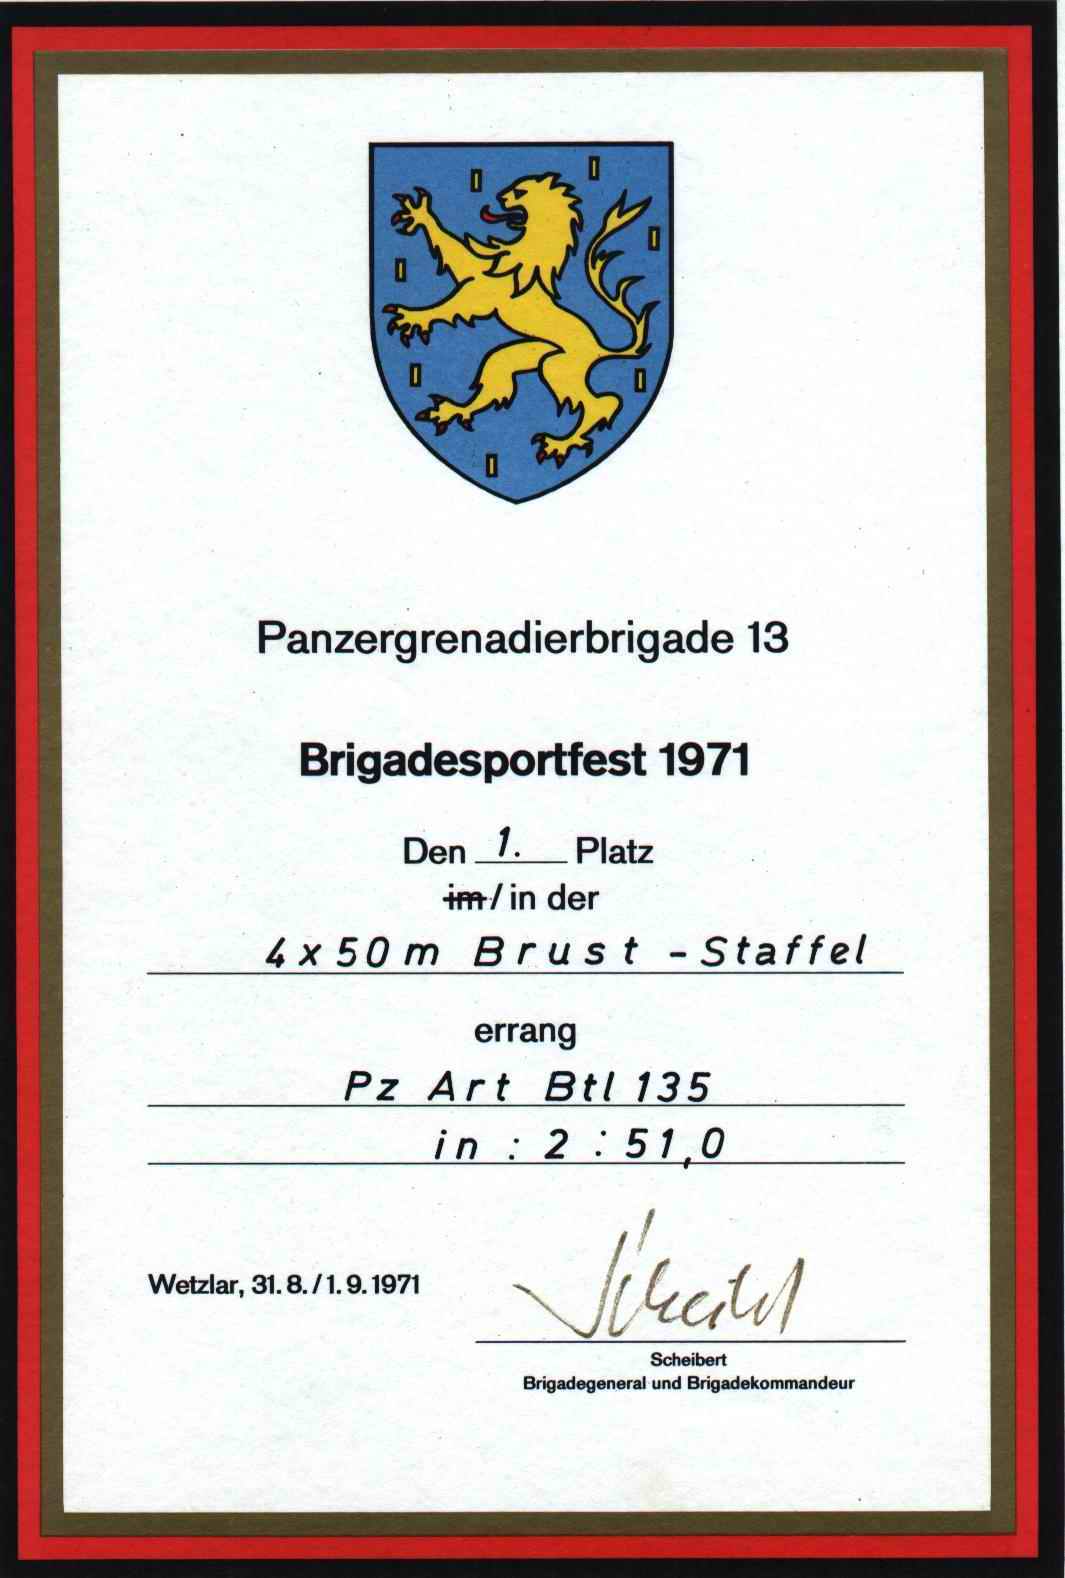 Panzergrenadierbrigade 13
Brigadesportfest 1971
Den 1. Platz
im / in der
4x50m Brust - Staffel
errang
Pz Art Btl 135
in : 2 : 51,0
Wetzlar, 31. 8. / 1. 9. 1971
Scheibert
Scheibert
Brigadegeneral und Brigadekommandeur